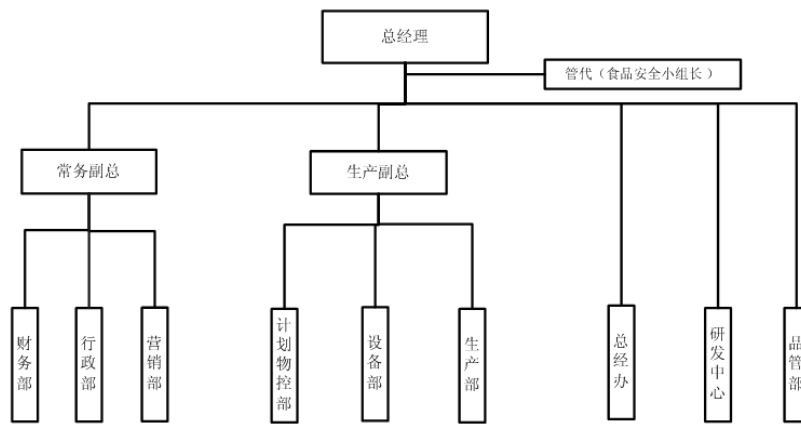 总经理
管代（食品安全小组长）
常务副总
生产副总
财务部
行政部
营销部
计划物控部
设备部
生产部
总经办
研发中心
品管部